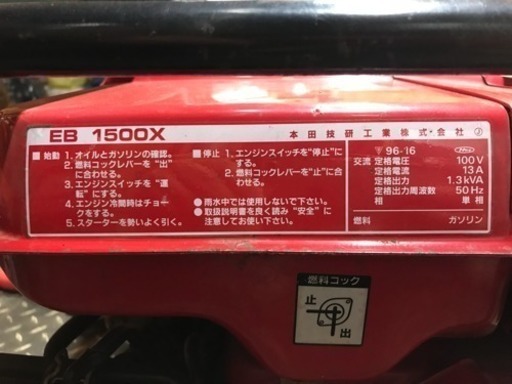 EB 1500X
本田技研工業株式会社 Ⓙ
■始動 1. オイルとガソリンの確認。
2. 燃料コックレバーを“出”
に合わせる。
3. エンジンスイッチを“運
転”にする。
4. エンジン冷間時はチョー
クをする。
5. スターターを勢いよく引く。
■停止 1. エンジンスイッチを“停止”に
する。
2. 燃料コックレバーを“止”に合
わせる。
●雨水中では使用しないで下さい。
●取扱説明書を良く読み“安全”に
注意してお使い下さい。
〒96-16
交流 定格電圧 100V
定格電流 13A
定格出力 1.3kVA
定格出力周波数 50Hz
相 単相
燃料 ガソリン
燃料コック
止
出